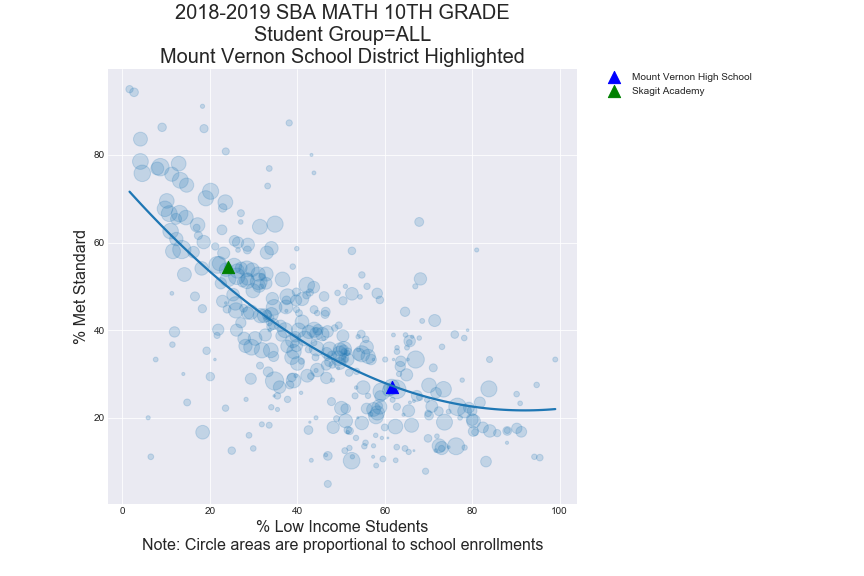 2018-2019 SBA MATH 10TH GRADE
Student Group=ALL
Mount Vernon School District Highlighted
Mount Vernon High School
Skagit Academy
% Met Standard
80
60
40
20
0 20 40 60 80 100
% Low Income Students
Note: Circle areas are proportional to school enrollments